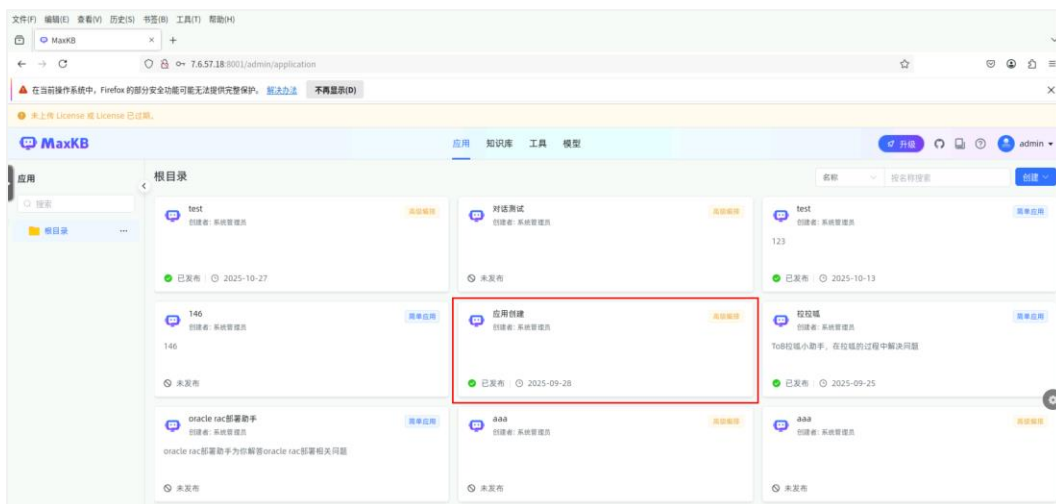 文件(F) 编辑(E) 查看(V) 历史(S) 书签(B) 工具(T) 帮助(H)
MaxKB × +
7.6.57.18:8001/admin/application
在当前操作系统中，Firefox 的部分安全功能可能无法提供完整保护。 解决办法 不再显示(D)
未上传 License 或 License 已过期。
MaxKB 应用 知识库 工具 模型 升级 admin
应用 根目录 名称 按名称搜索 创建
搜索
根目录 ...
test 高级编排 对话测试 高级编排 test 简单应用
创建者: 系统管理员 创建者: 系统管理员 创建者: 系统管理员
123
已发布 2025-10-27 未发布 已发布 2025-10-13
146 简单应用 应用创建 高级编排 拉拉呱 简单应用
创建者: 系统管理员 创建者: 系统管理员 创建者: 系统管理员
146 ToB拉呱小助手，在拉呱的过程中解决问题
未发布 已发布 2025-09-28 已发布 2025-09-25
oracle rac部署助手 简单应用 aaa 高级编排 aaa 高级编排
创建者: 系统管理员 创建者: 系统管理员 创建者: 系统管理员
oracle rac部署助手为你解答oracle rac部署相关问题
未发布 未发布 未发布